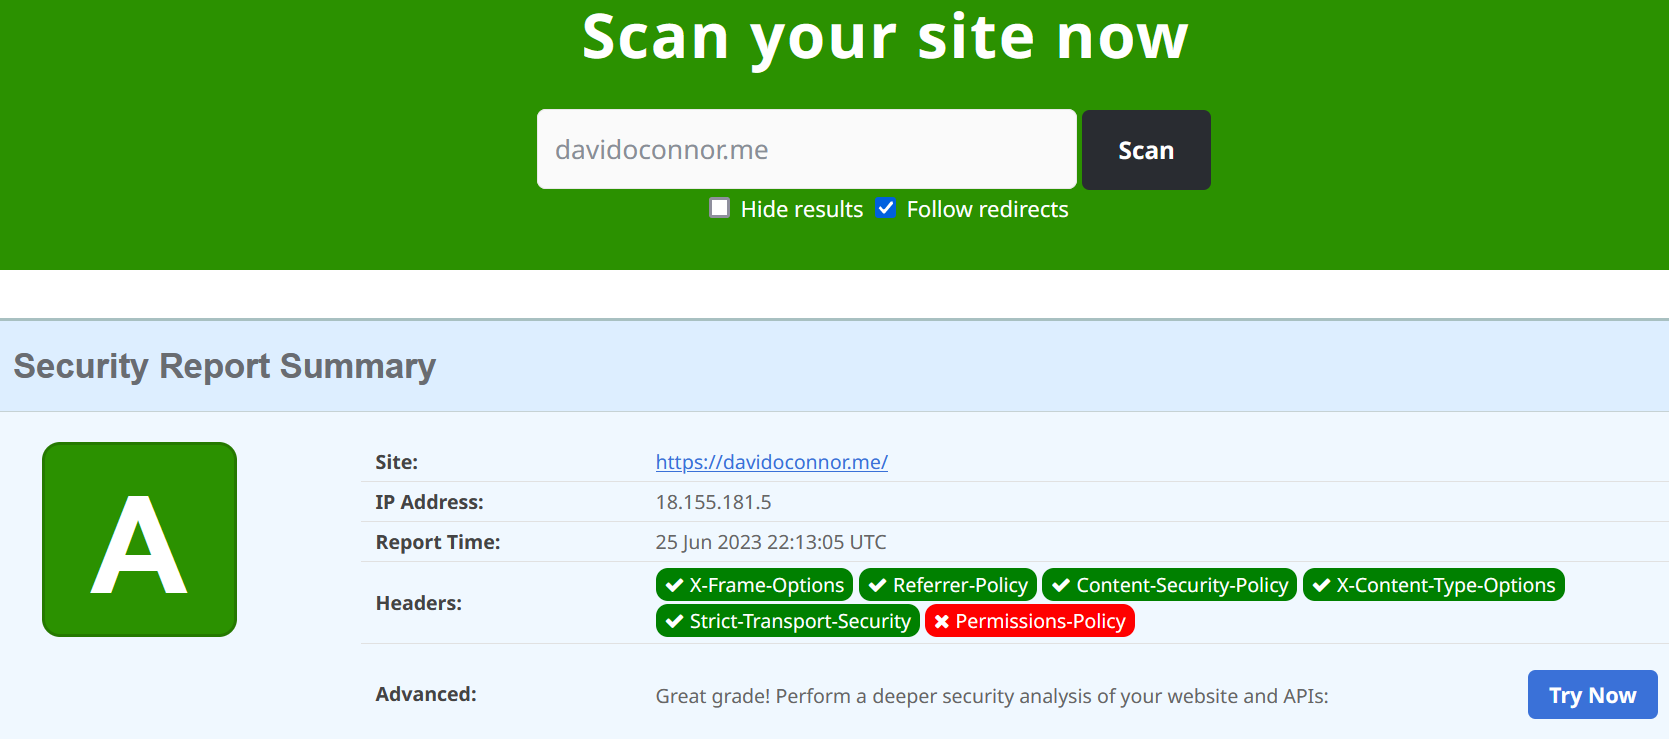 Scan your site now
davidoconnor.me
Scan
Hide results
Follow redirects
Security Report Summary
A
Site:
https://davidoconnor.me/
IP Address:
18.155.181.5
Report Time:
25 Jun 2023 22:13:05 UTC
Headers:
X-Frame-Options
Referrer-Policy
Content-Security-Policy
X-Content-Type-Options
Strict-Transport-Security
Permissions-Policy
Advanced:
Great grade! Perform a deeper security analysis of your website and APIs:
Try Now